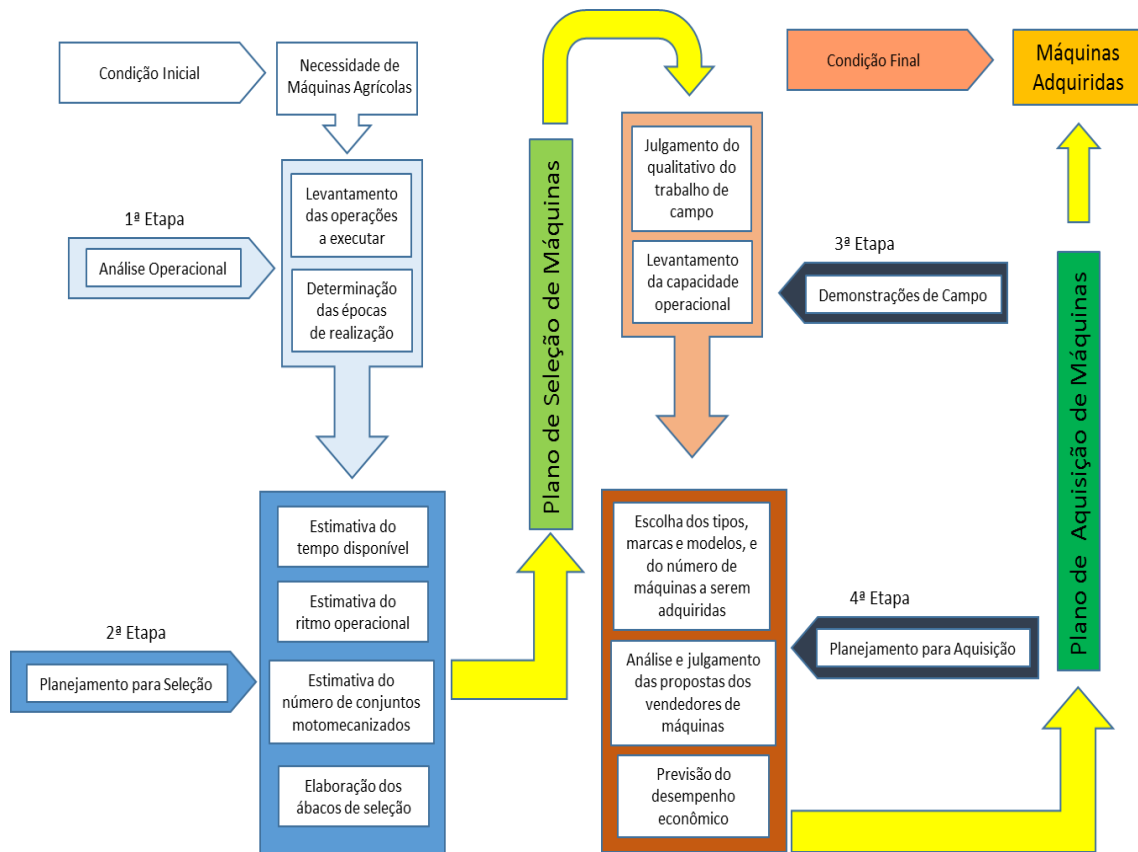 Condição Inicial
Necessidade de
Máquinas Agrícolas
1ª Etapa
Análise Operacional
Levantamento
das operações
a executar
Determinação
das épocas
de realização
2ª Etapa
Planejamento para Seleção
Estimativa do
tempo disponível
Estimativa do
ritmo operacional
Estimativa do
número de conjuntos
motomecanizados
Elaboração dos
ábacos de seleção
Plano de Seleção de Máquinas
Julgamento do
qualitativo do
trabalho de
campo
Levantamento
da capacidade
operacional
3ª Etapa
Demonstrações de Campo
Escolha dos tipos,
marcas e modelos, e
do número de
máquinas a serem
adquiridas
Análise e julgamento
das propostas dos
vendedores de
máquinas
Previsão do
desempenho
econômico
4ª Etapa
Planejamento para Aquisição
Plano de Aquisição de Máquinas
Condição Final
Máquinas
Adquiridas